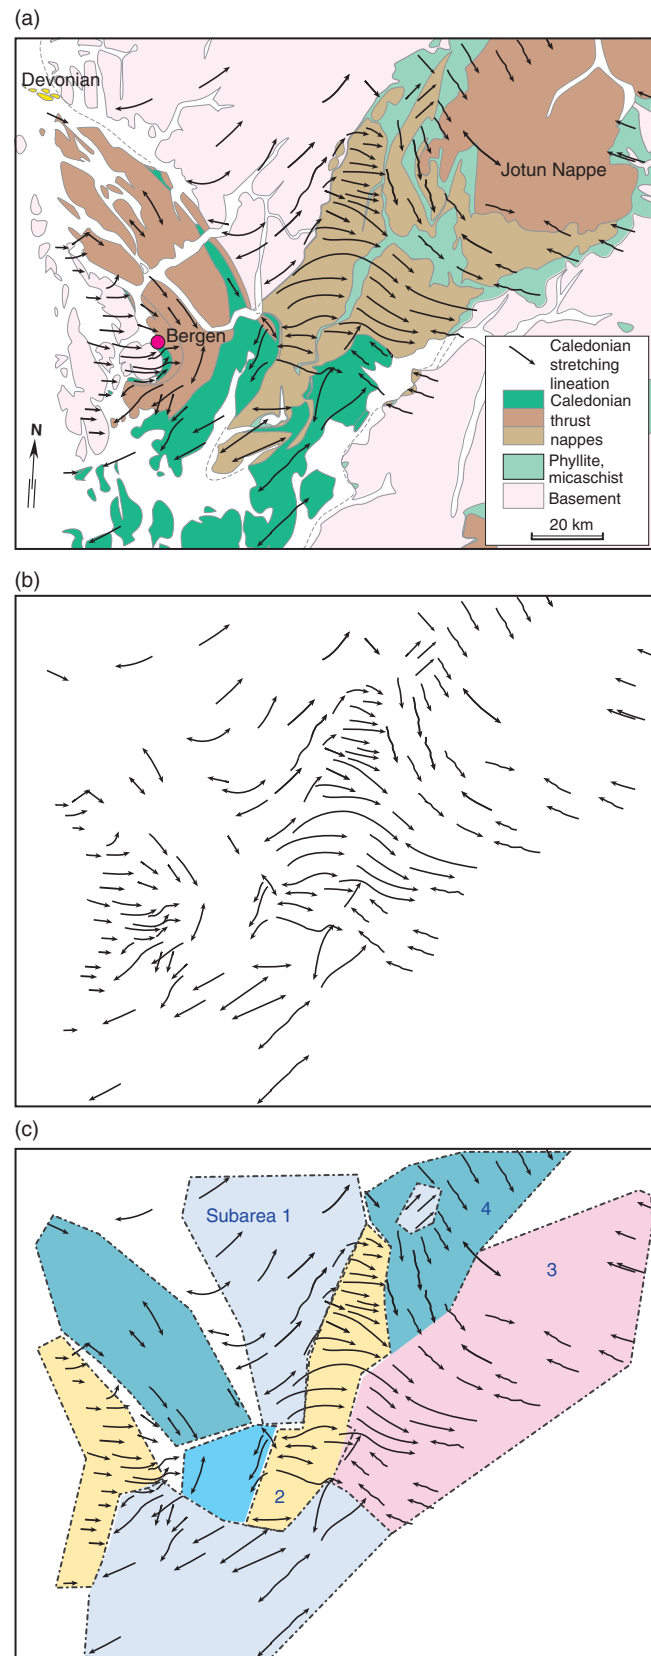 (a)
Devonian
Jotun Nappe
Bergen
N
Caledonian
stretching
lineation
Caledonian
thrust
nappes
Phyllite,
micaschist
Basement
20 km
(b)
(c)
Subarea 1
4
3
2